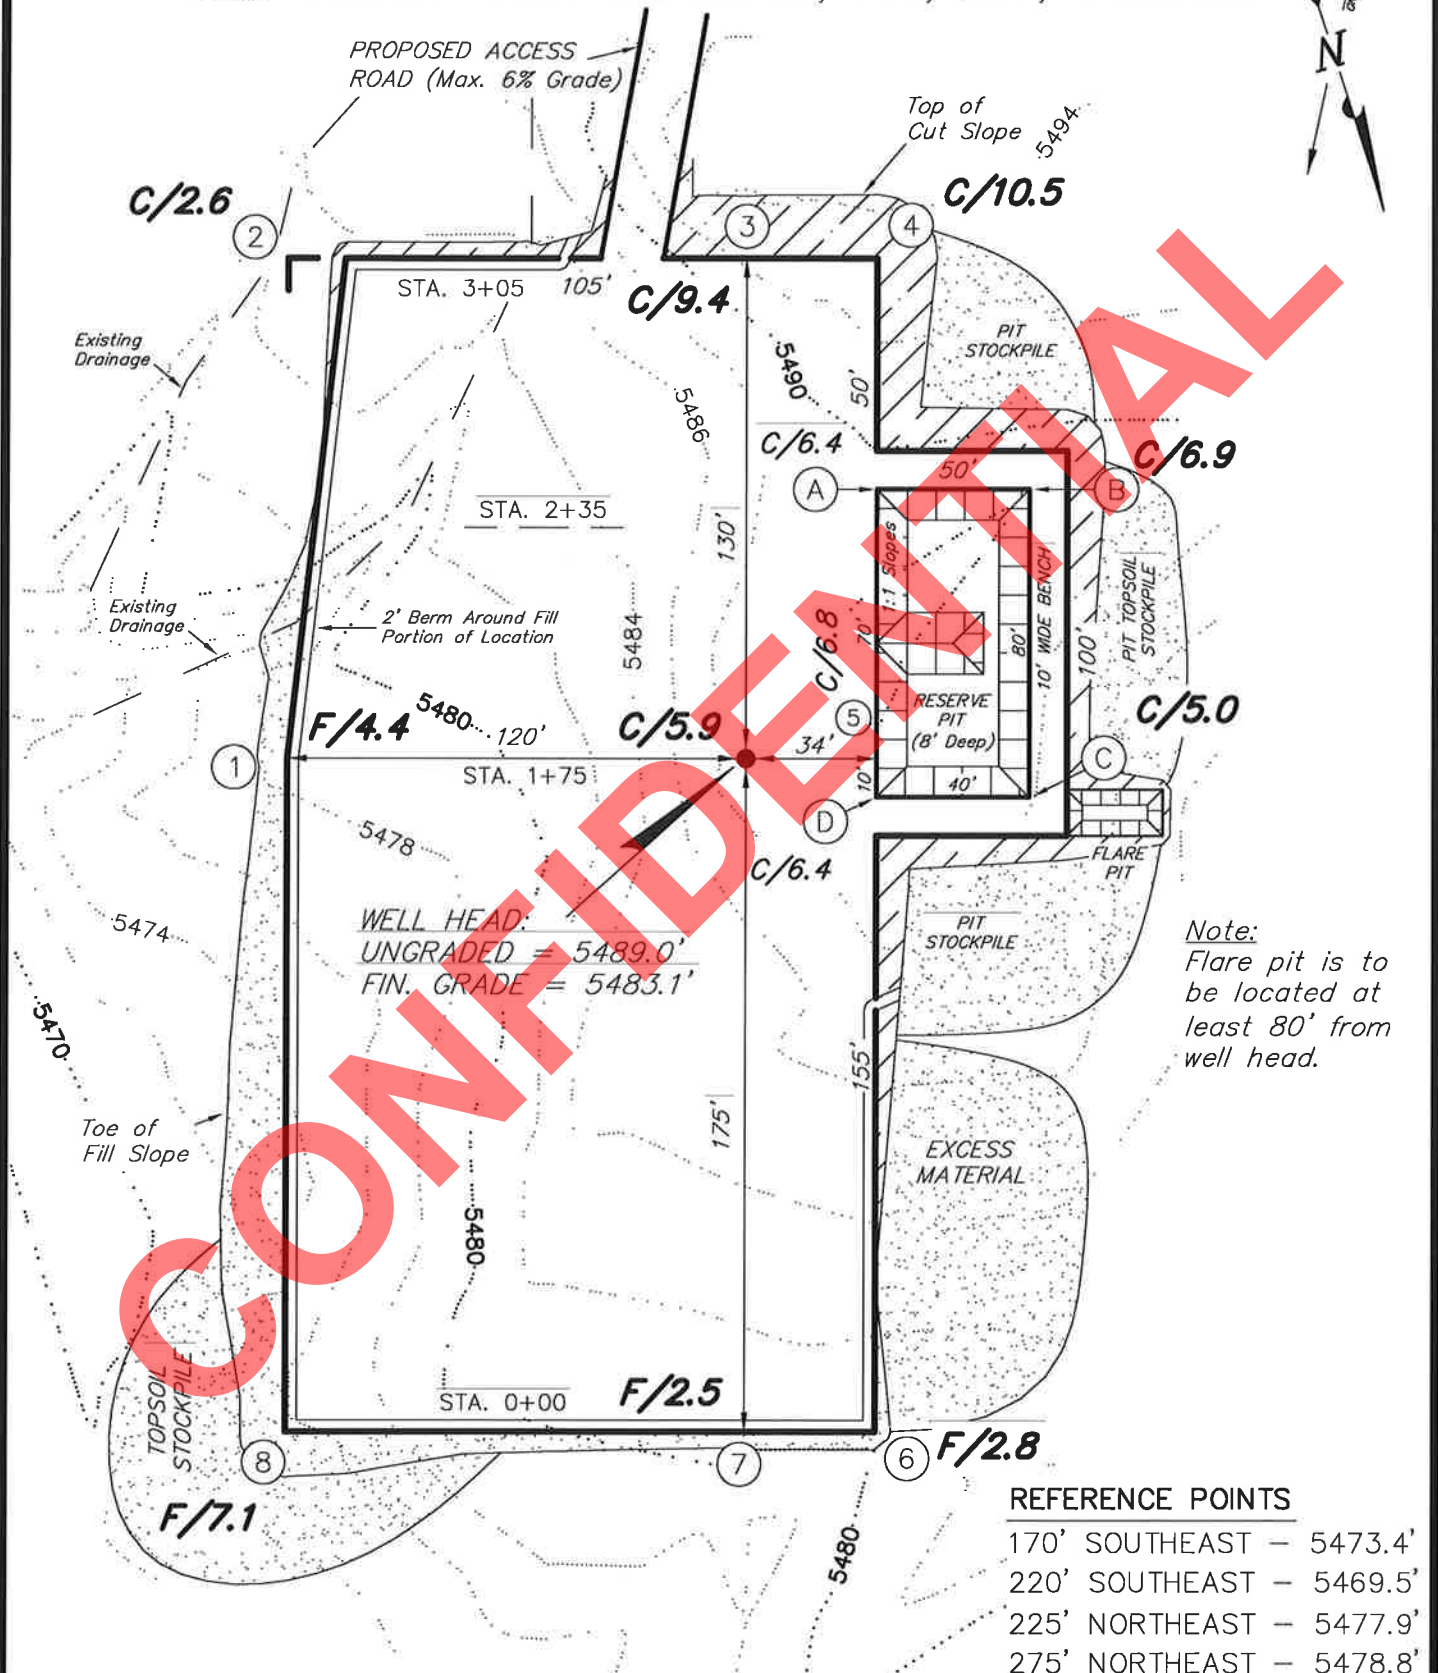 PROPOSED ACCESS
ROAD (Max. 6% Grade)
N
Top of
Cut Slope
5494
C/2.6
C/10.5
2
3
4
STA. 3+05
105'
C/9.4
Existing
Drainage
PIT
STOCKPILE
5490
50'
5486
C/6.4
C/6.9
50'
A
B
STA. 2+35
130'
1:1 Slopes
10' WIDE BENCH
PIT TOPSOIL
STOCKPILE
Existing
Drainage
2' Berm Around Fill
Portion of Location
5484
C/6.8
70'
80'
100'
RESERVE
PIT
(8' Deep)
5480
F/4.4
120'
C/5.9
5
34'
C/5.0
1
STA. 1+75
10'
40'
C
D
5478
C/6.4
FLARE
PIT
5474
WELL HEAD:
UNGRADED = 5489.0'
FIN. GRADE = 5483.1'
PIT
STOCKPILE
Note:
Flare pit is to
be located at
least 80' from
well head.
5470
155'
175'
Toe of
Fill Slope
EXCESS
MATERIAL
5480
TOPSOIL
STOCKPILE
STA. 0+00
F/2.5
8
7
6
F/2.8
F/7.1
5480
REFERENCE POINTS
170' SOUTHEAST – 5473.4'
220' SOUTHEAST – 5469.5'
225' NORTHEAST – 5477.9'
275' NORTHEAST – 5478.8'
CONFIDENTIAL